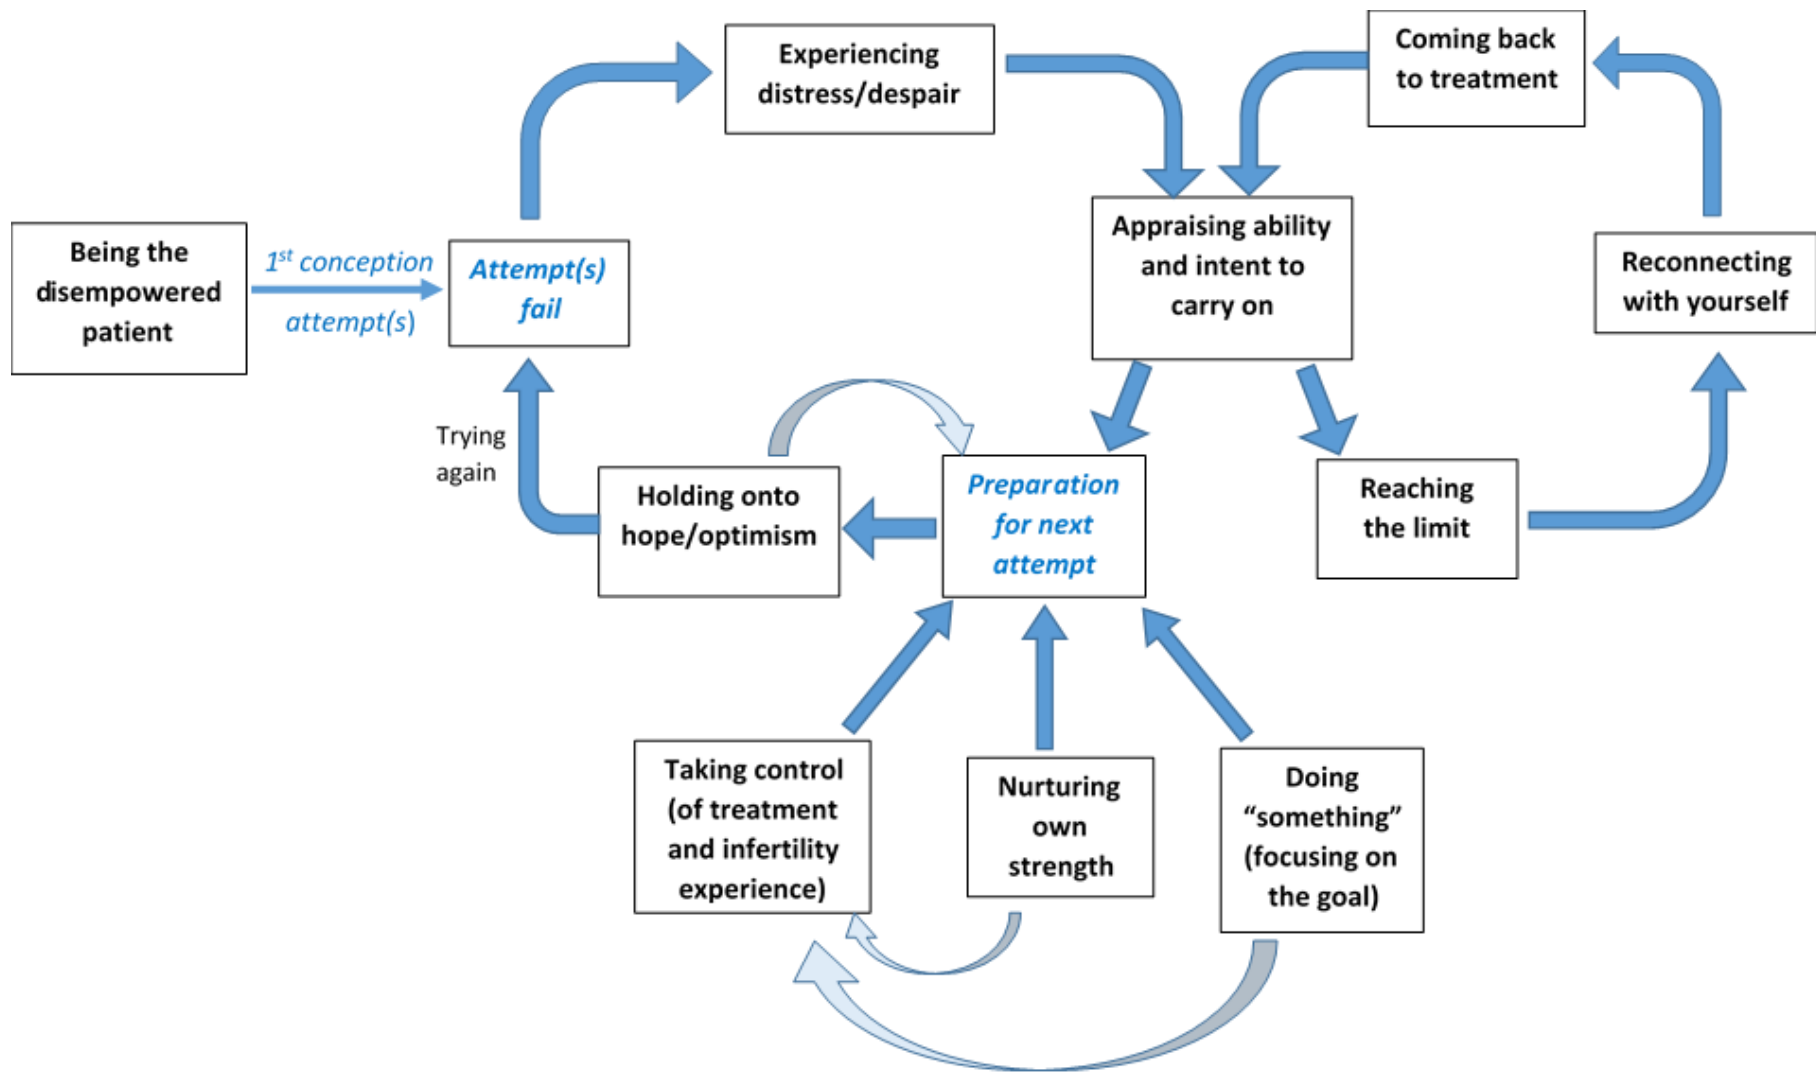 Experiencing
distress/despair
Coming back
to treatment
Being the
disempowered
patient
1st conception
attempt(s)
Attempt(s)
fail
Appraising ability
and intent to
carry on
Reconnecting
with yourself
Trying
again
Holding onto
hope/optimism
Preparation
for next
attempt
Reaching
the limit
Taking control
(of treatment
and infertility
experience)
Nurturing
own
strength
Doing
“something”
(focusing on
the goal)